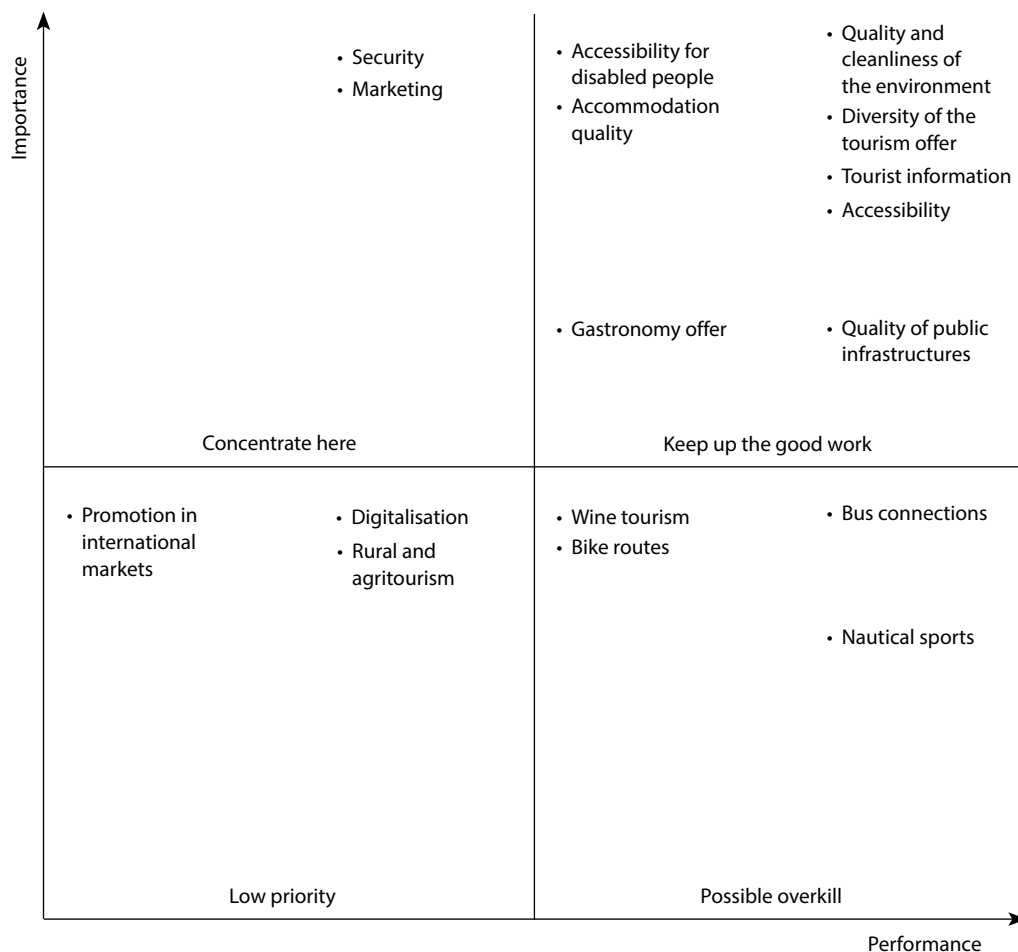 Importance
• Security
• Marketing
• Accessibility for
disabled people
• Accommodation
quality
• Quality and
cleanliness of
the environment
• Diversity of the
tourism offer
• Tourist information
• Accessibility
• Gastronomy offer
• Quality of public
infrastructures
Concentrate here
Keep up the good work
• Promotion in
international
markets
• Digitalisation
• Rural and
agritourism
• Wine tourism
• Bike routes
• Bus connections
• Nautical sports
Low priority
Possible overkill
Performance